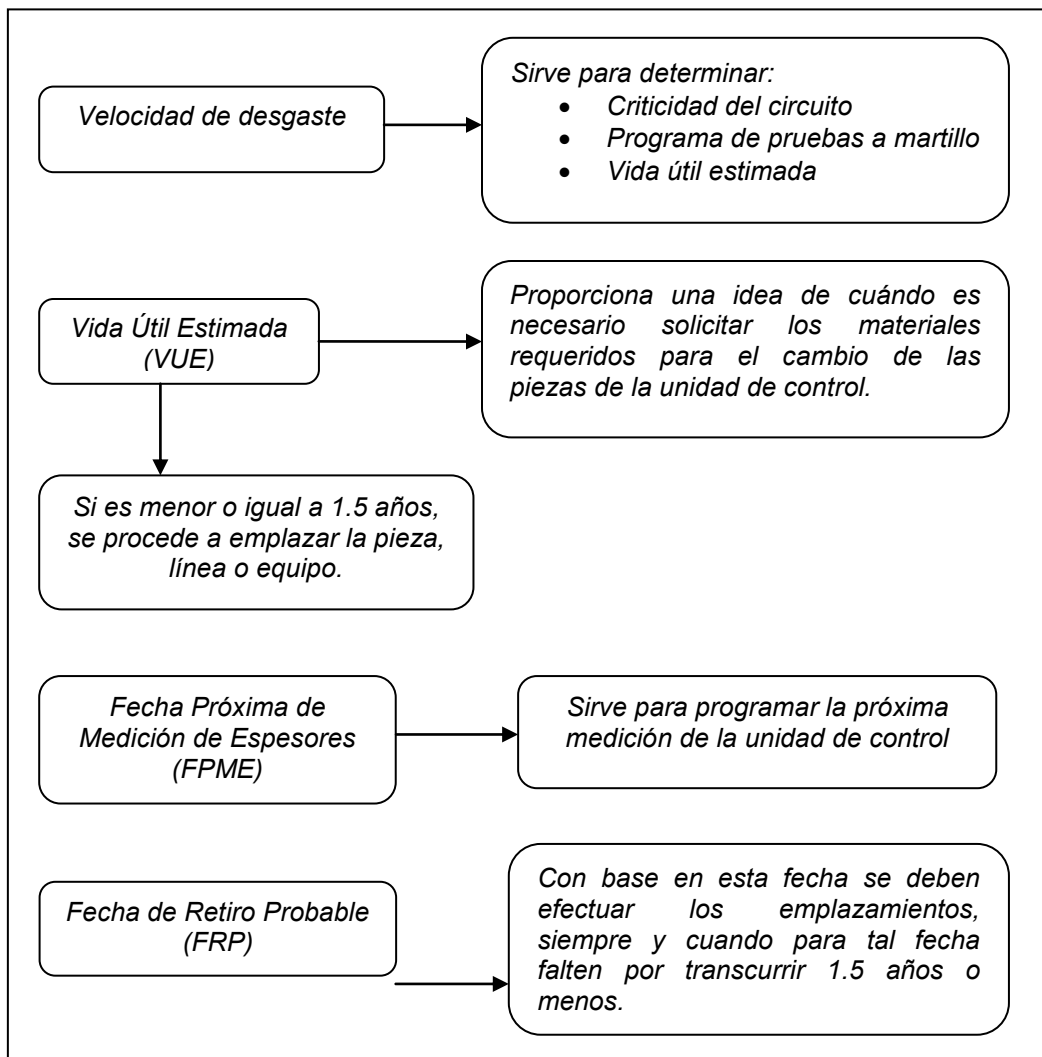 Velocidad de desgaste
Sirve para determinar:
• Criticidad del circuito
• Programa de pruebas a martillo
• Vida útil estimada
Vida Útil Estimada
(VUE)
Proporciona una idea de cuándo es
necesario solicitar los materiales
requeridos para el cambio de las
piezas de la unidad de control.
Si es menor o igual a 1.5 años,
se procede a emplazar la pieza,
línea o equipo.
Fecha Próxima de
Medición de Espesores
(FPME)
Sirve para programar la próxima
medición de la unidad de control
Fecha de Retiro Probable
(FRP)
Con base en esta fecha se deben
efectuar los emplazamientos,
siempre y cuando para tal fecha
falten por transcurrir 1.5 años o
menos.